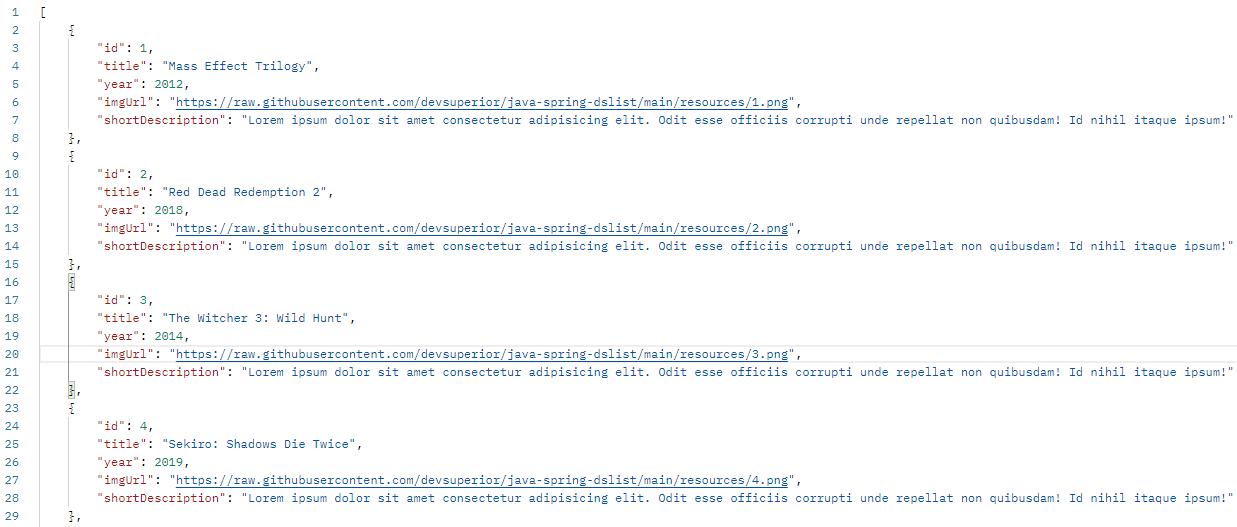 1 [
2 {
3 "id": 1,
4 "title": "Mass Effect Trilogy",
5 "year": 2012,
6 "imgUrl": "https://raw.githubusercontent.com/devsuperior/java-spring-dslist/main/resources/1.png",
7 "shortDescription": "Lorem ipsum dolor sit amet consectetur adipisicing elit. Odit esse officiis corrupti unde repellat non quibusdam! Id nihil itaque ipsum!"
8 },
9 {
10 "id": 2,
11 "title": "Red Dead Redemption 2",
12 "year": 2018,
13 "imgUrl": "https://raw.githubusercontent.com/devsuperior/java-spring-dslist/main/resources/2.png",
14 "shortDescription": "Lorem ipsum dolor sit amet consectetur adipisicing elit. Odit esse officiis corrupti unde repellat non quibusdam! Id nihil itaque ipsum!"
15 },
16 {
17 "id": 3,
18 "title": "The Witcher 3: Wild Hunt",
19 "year": 2014,
20 "imgUrl": "https://raw.githubusercontent.com/devsuperior/java-spring-dslist/main/resources/3.png",
21 "shortDescription": "Lorem ipsum dolor sit amet consectetur adipisicing elit. Odit esse officiis corrupti unde repellat non quibusdam! Id nihil itaque ipsum!"
22 },
23 {
24 "id": 4,
25 "title": "Sekiro: Shadows Die Twice",
26 "year": 2019,
27 "imgUrl": "https://raw.githubusercontent.com/devsuperior/java-spring-dslist/main/resources/4.png",
28 "shortDescription": "Lorem ipsum dolor sit amet consectetur adipisicing elit. Odit esse officiis corrupti unde repellat non quibusdam! Id nihil itaque ipsum!"
29 },